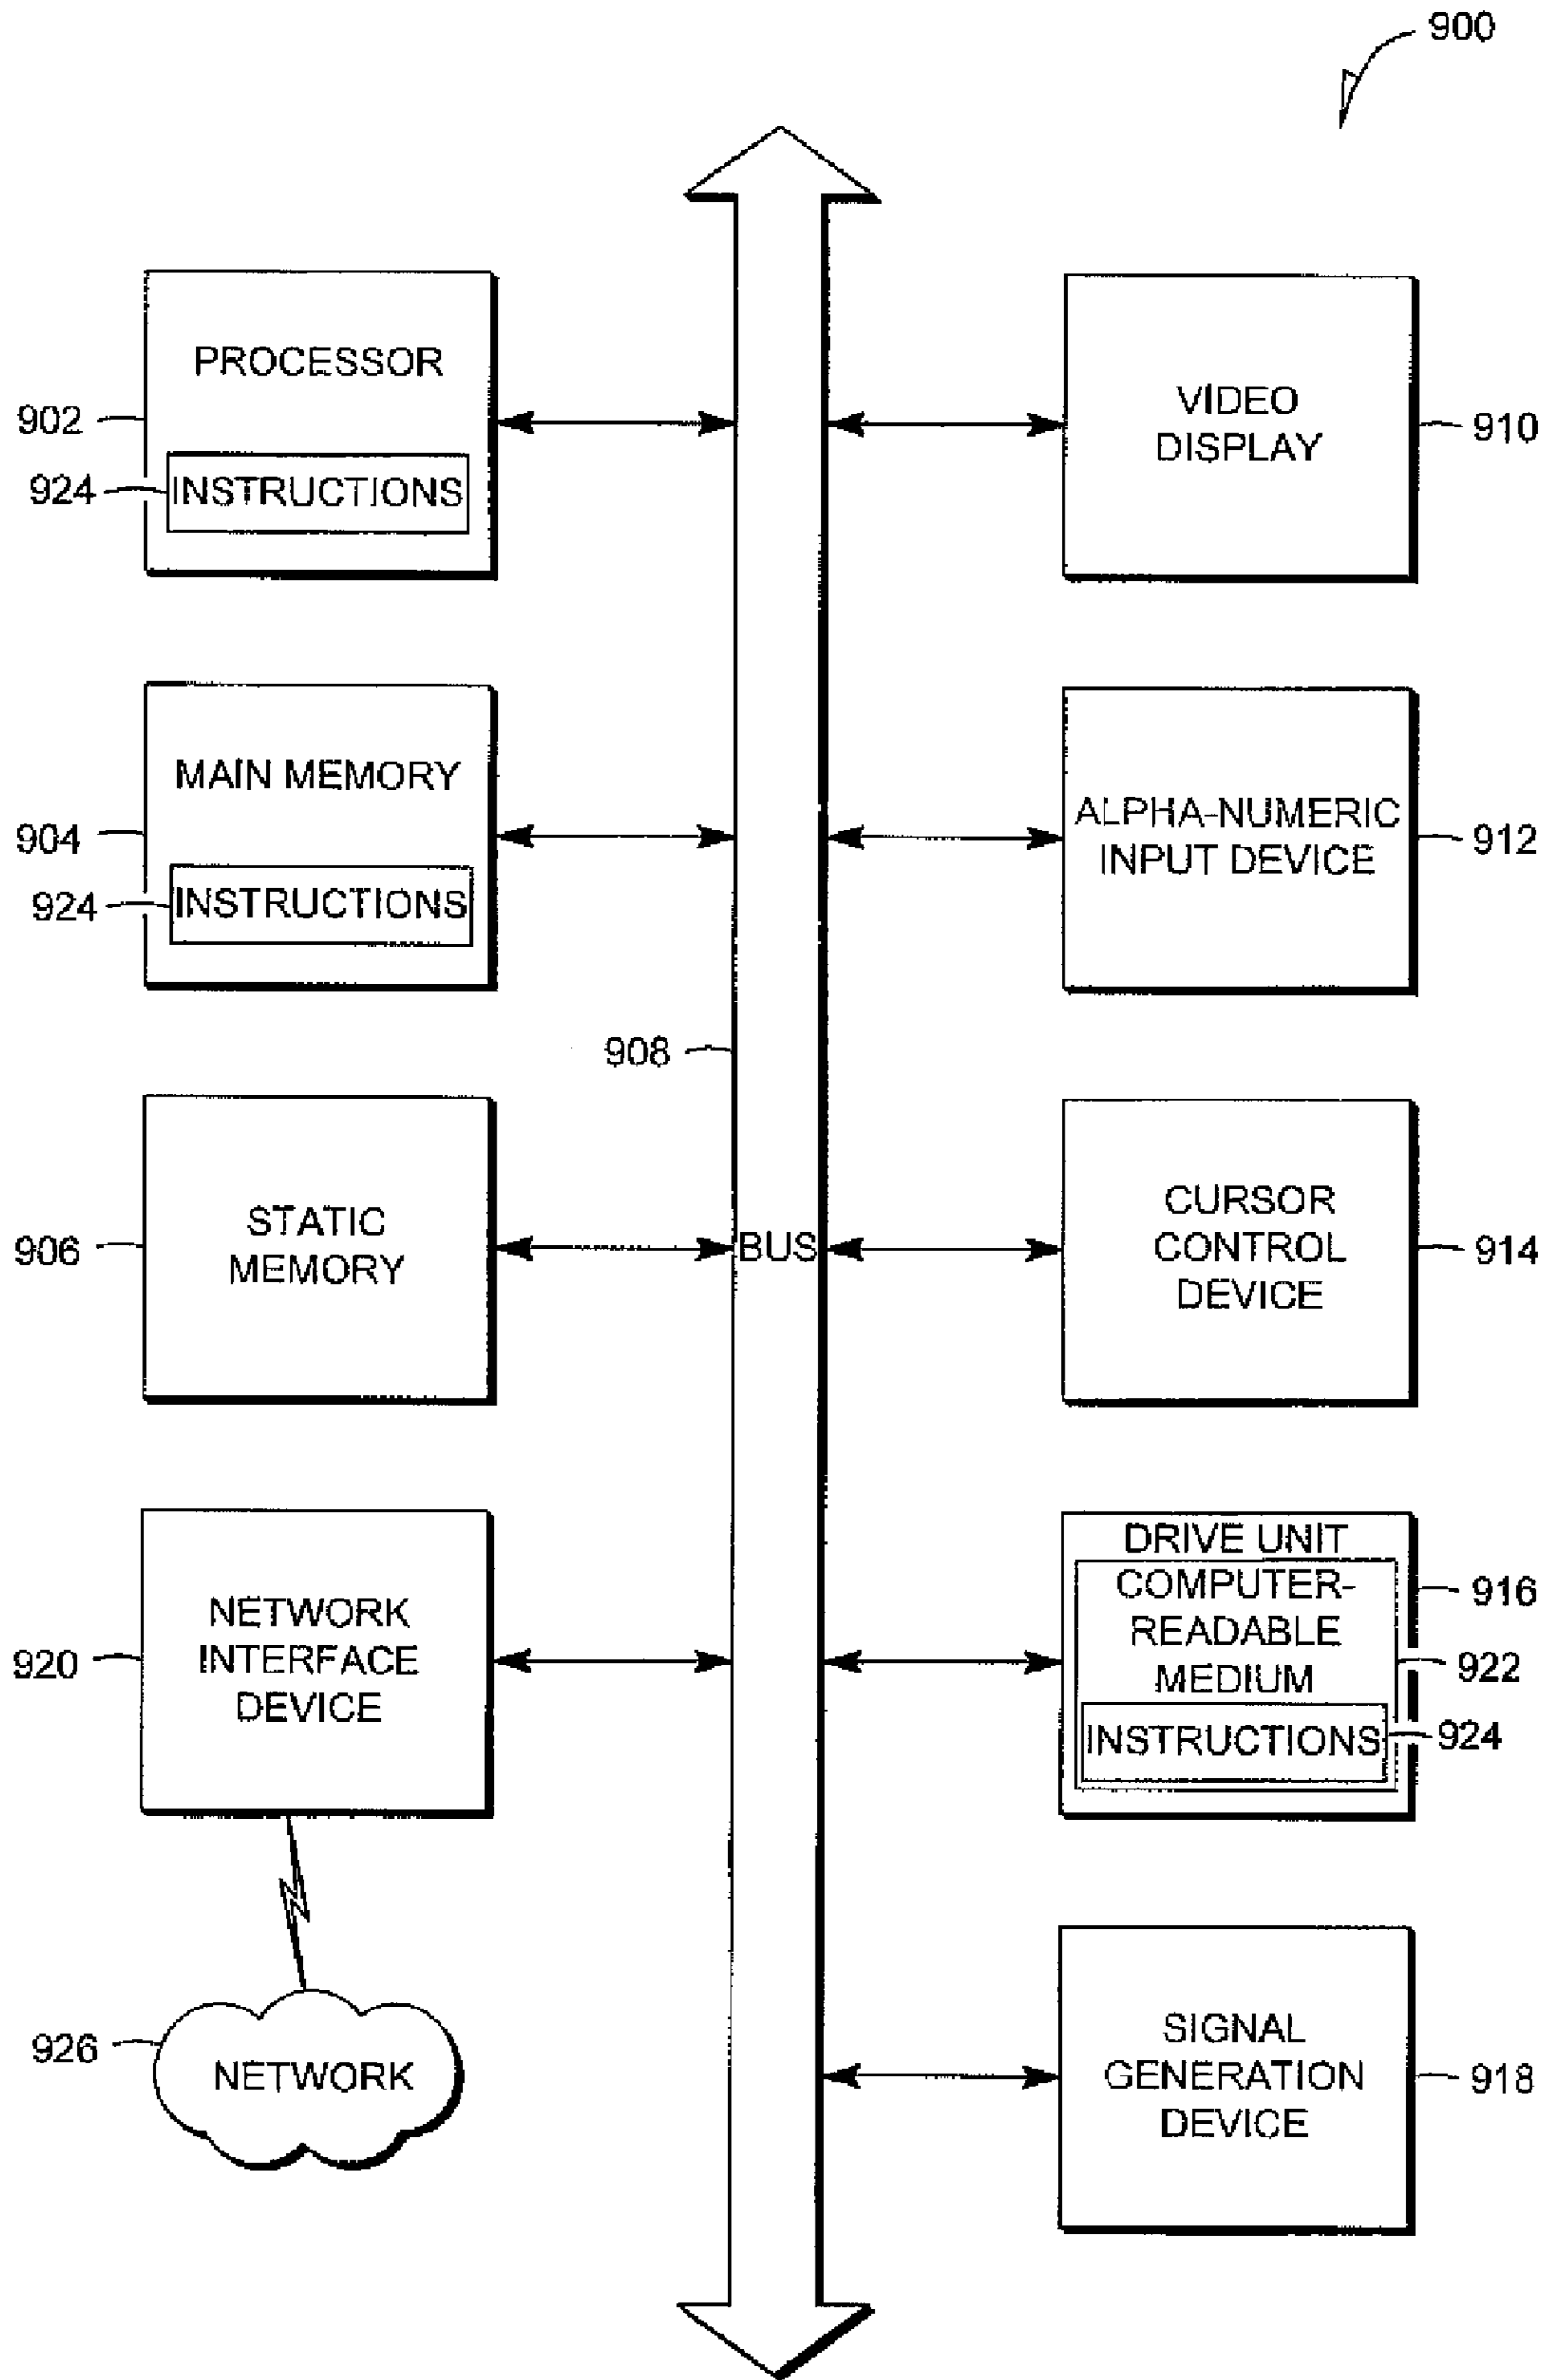 900
PROCESSOR
902
924
INSTRUCTIONS
VIDEO
DISPLAY
910
MAIN MEMORY
904
924
INSTRUCTIONS
ALPHA-NUMERIC
INPUT DEVICE
912
908
STATIC
MEMORY
906
BUS
CURSOR
CONTROL
DEVICE
914
NETWORK
INTERFACE
DEVICE
920
DRIVE UNIT
COMPUTER-
READABLE
MEDIUM
916
922
INSTRUCTIONS
924
926
NETWORK
SIGNAL
GENERATION
DEVICE
918